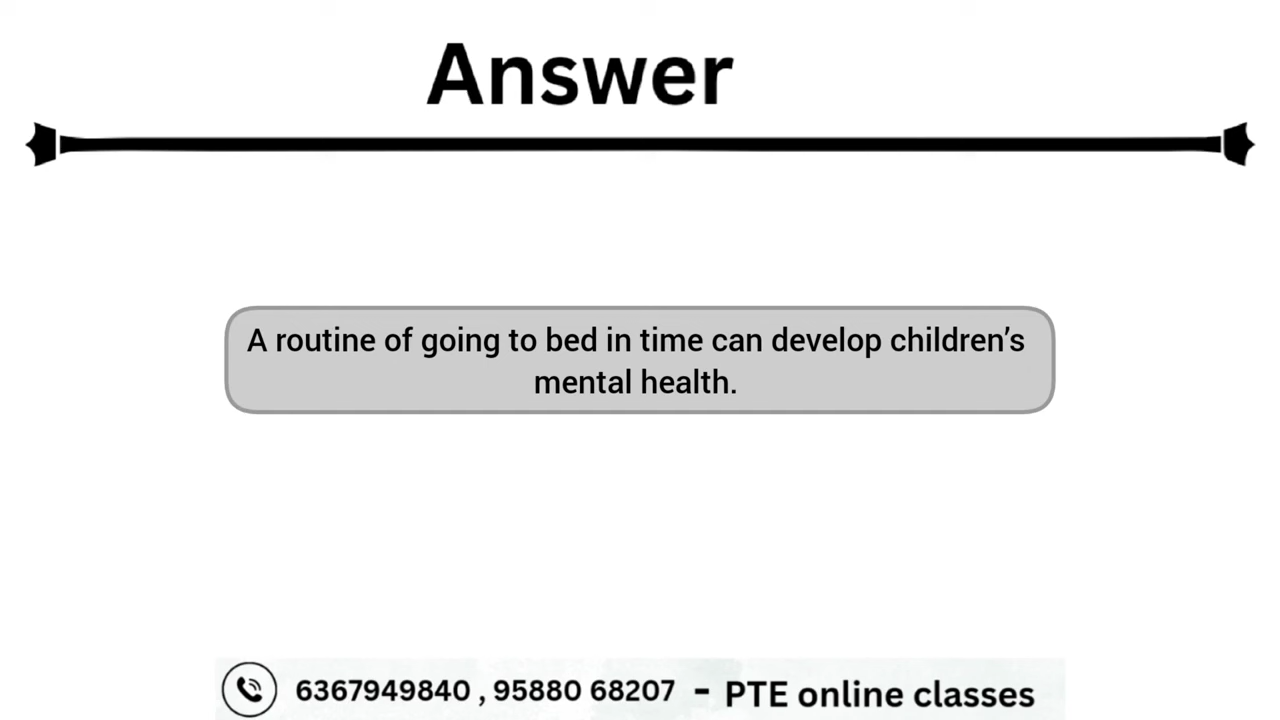 Answer
A routine of going to bed in time can develop children’s
mental health.
6367949840 , 95880 68207 - PTE online classes